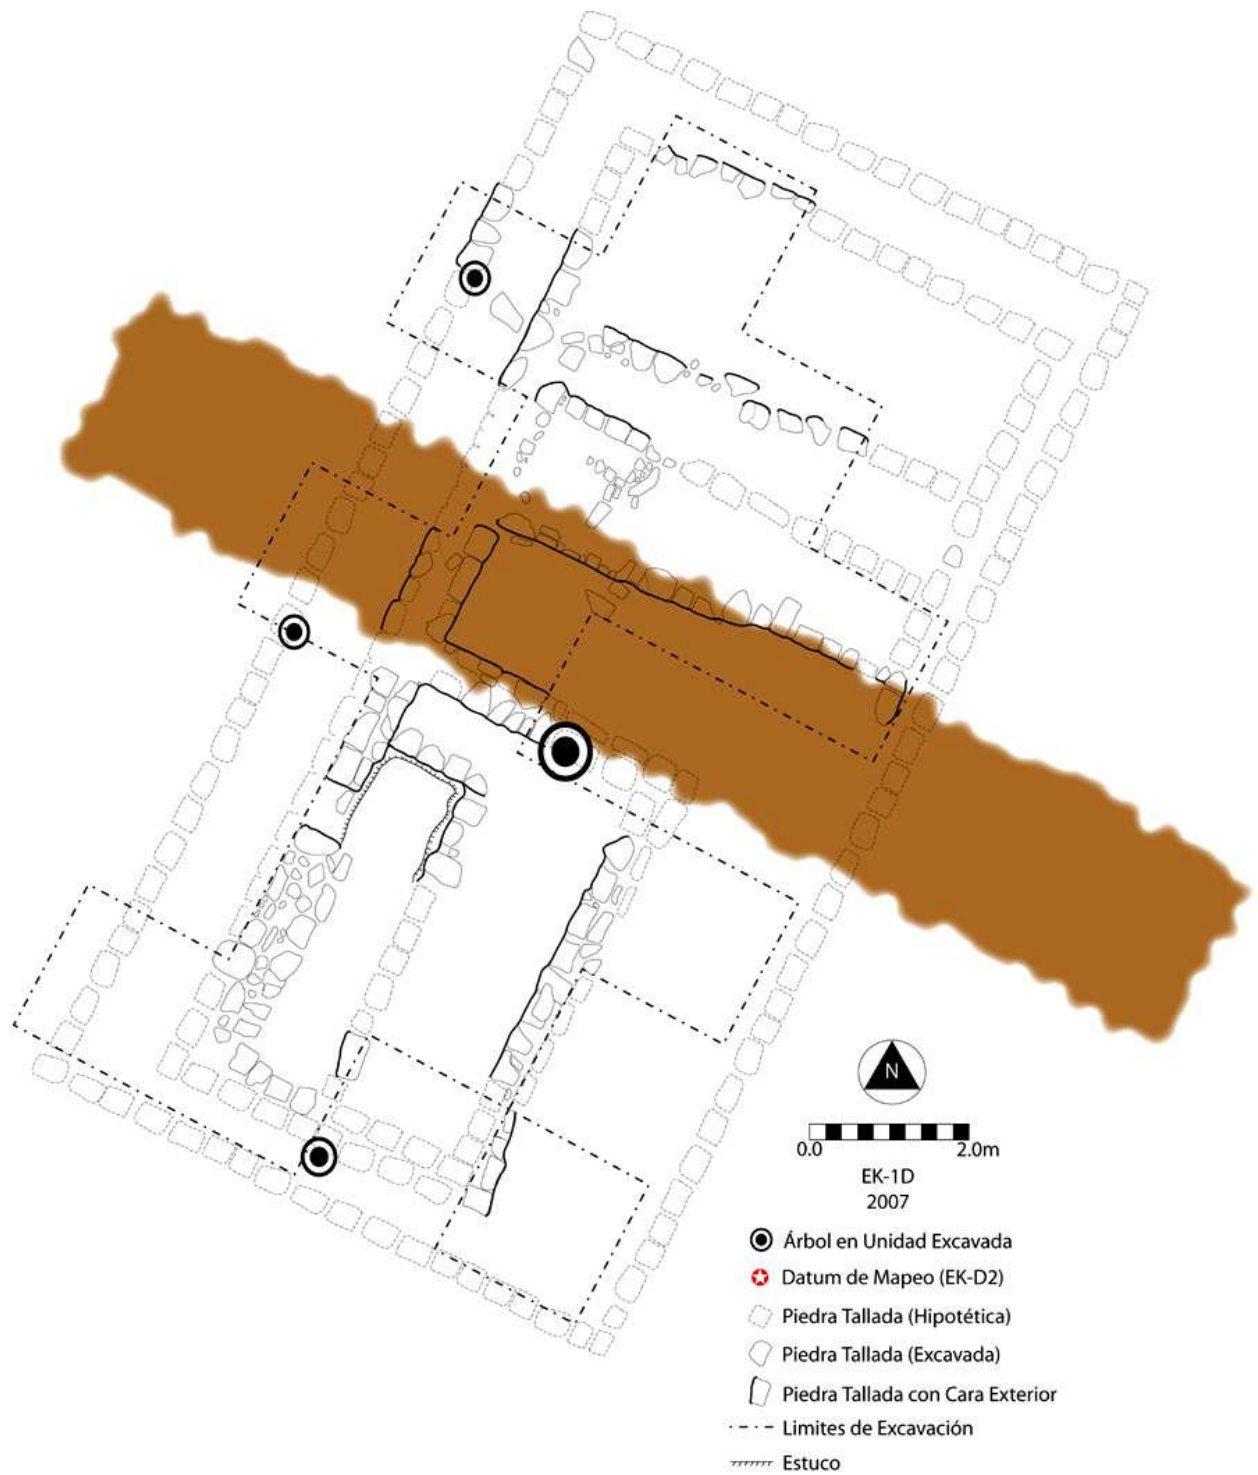 N
0.0 2.0m
EK-1D
2007
Árbol en Unidad Excavada
Datum de Mapeo (EK-D2)
Piedra Tallada (Hipotética)
Piedra Tallada (Excavada)
Piedra Tallada con Cara Exterior
Limites de Excavación
Estuco